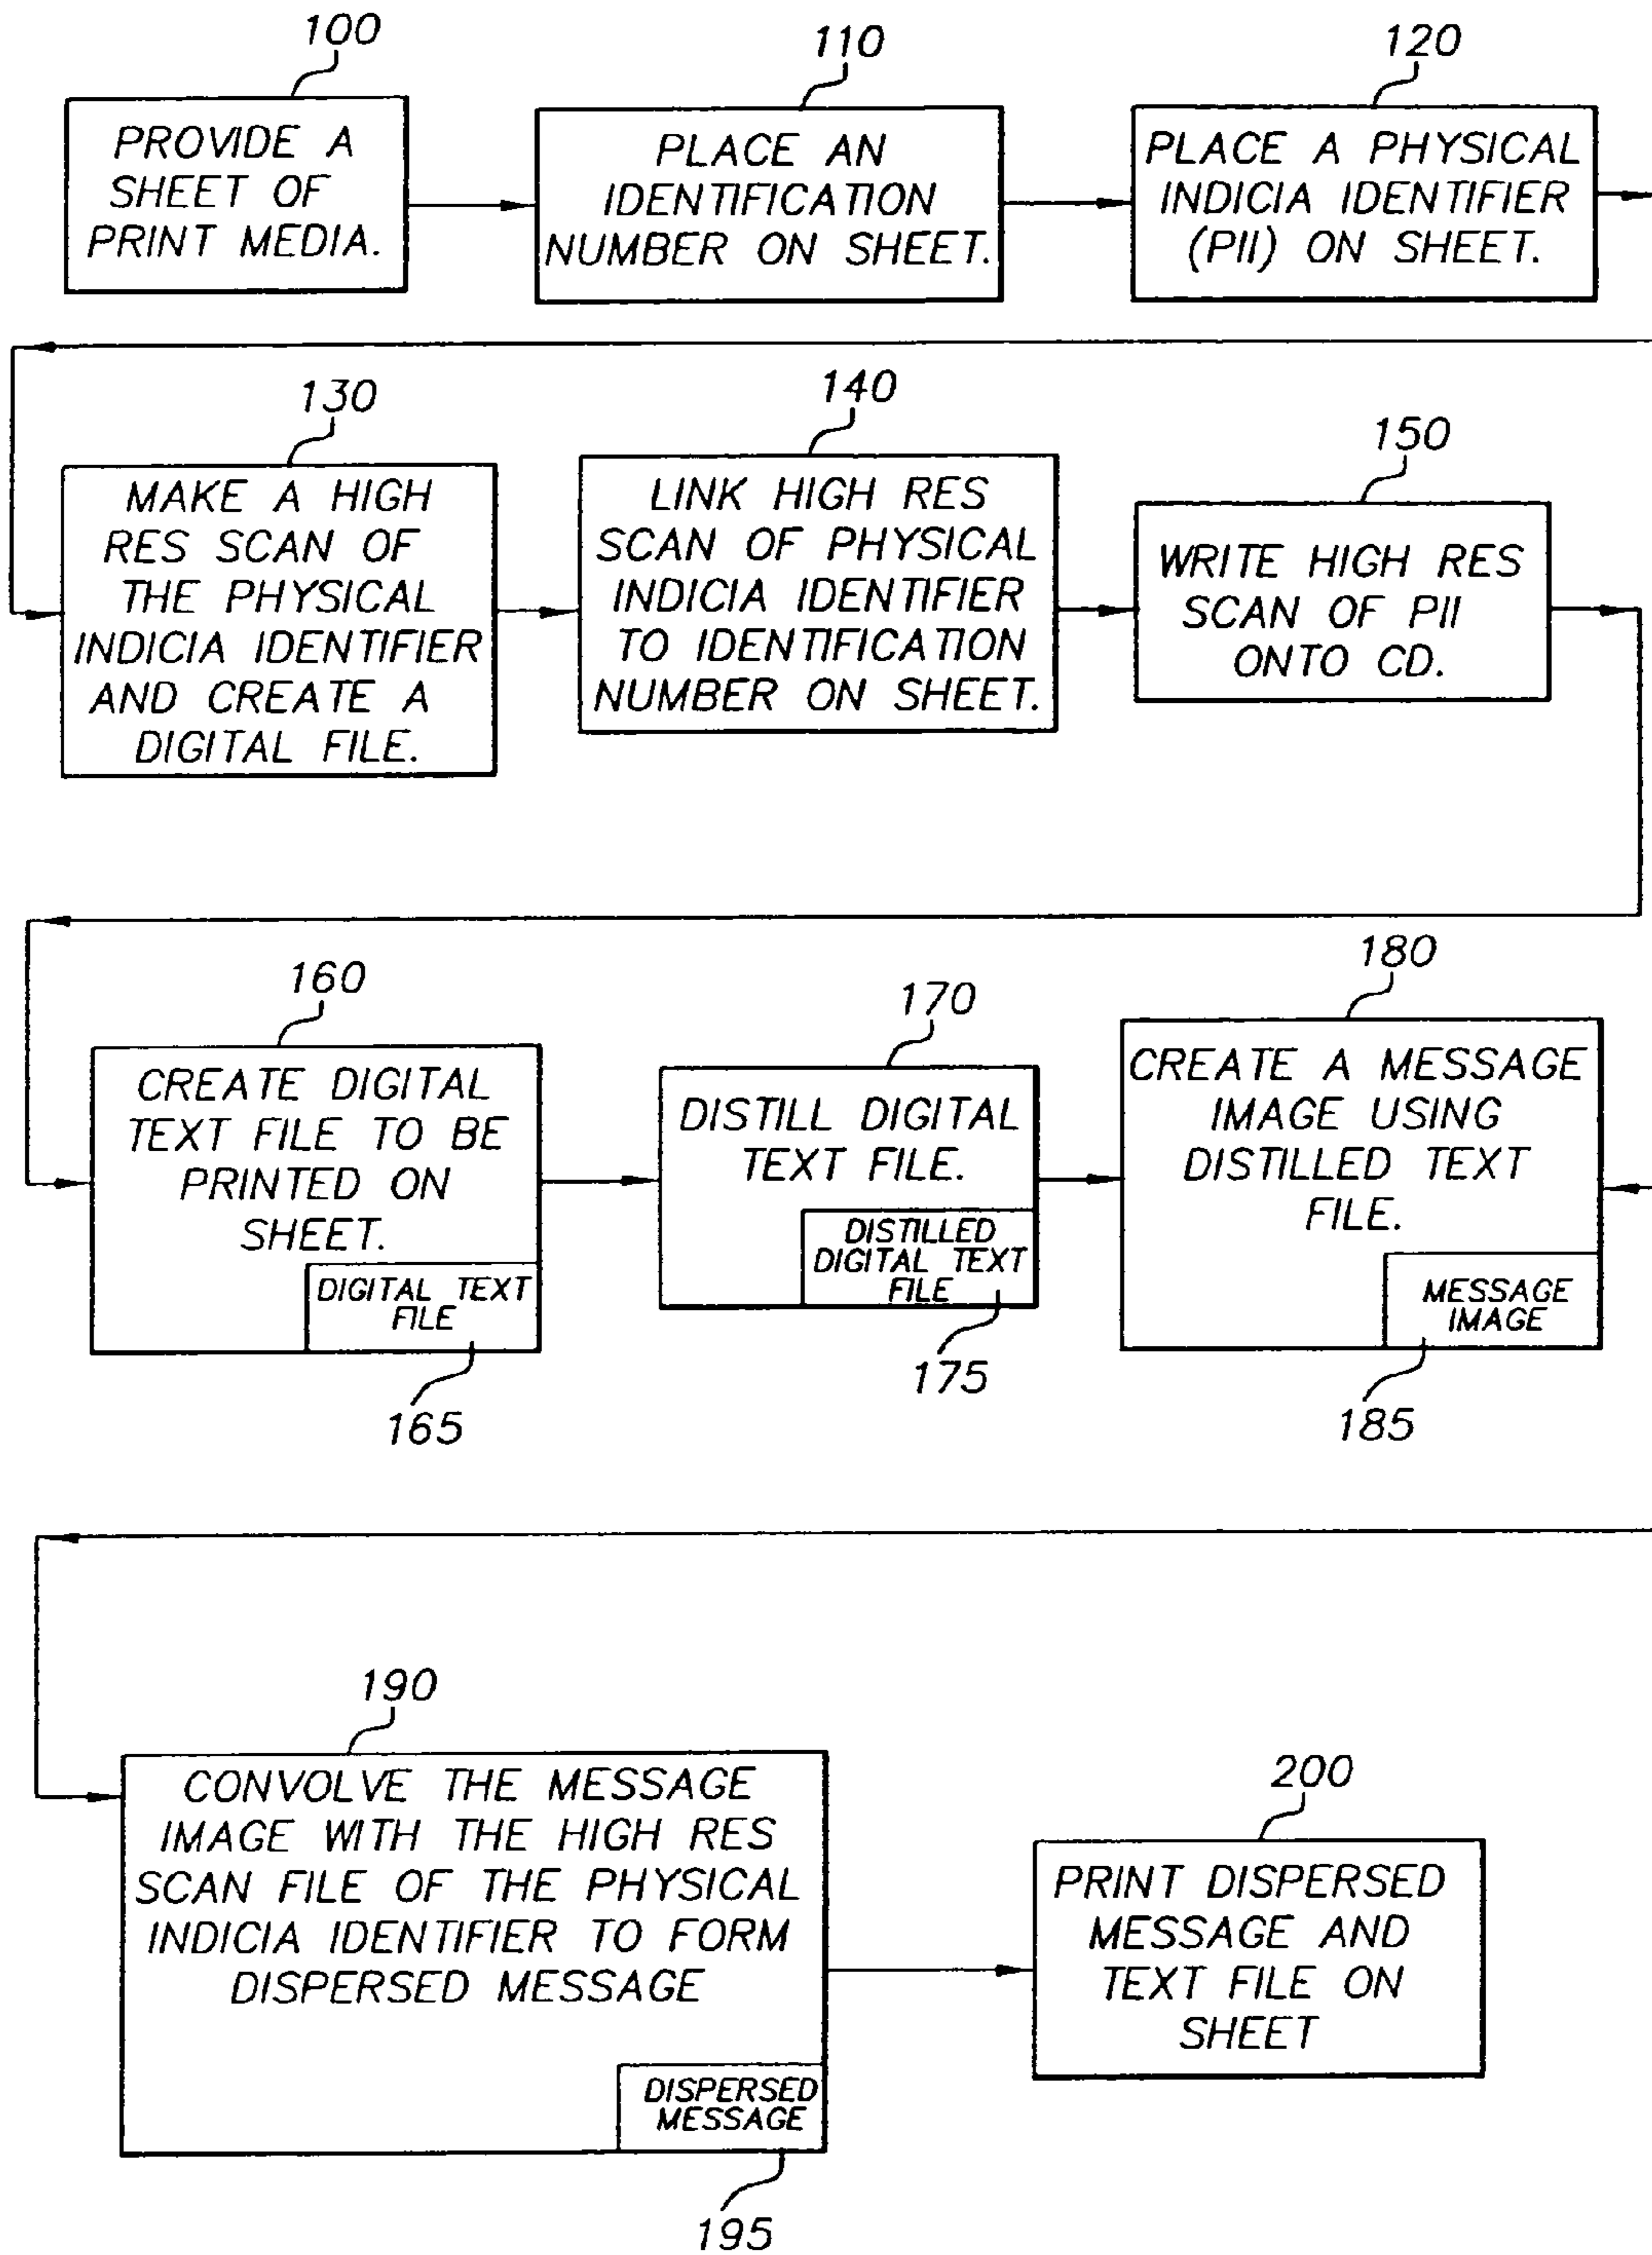 100
PROVIDE A
SHEET OF
PRINT MEDIA.
110
PLACE AN
IDENTIFICATION
NUMBER ON SHEET.
120
PLACE A PHYSICAL
INDICIA IDENTIFIER
(PII) ON SHEET.
130
MAKE A HIGH
RES SCAN OF
THE PHYSICAL
INDICIA IDENTIFIER
AND CREATE A
DIGITAL FILE.
140
LINK HIGH RES
SCAN OF PHYSICAL
INDICIA IDENTIFIER
TO IDENTIFICATION
NUMBER ON SHEET.
150
WRITE HIGH RES
SCAN OF PII
ONTO CD.
160
CREATE DIGITAL
TEXT FILE TO BE
PRINTED ON
SHEET.
DIGITAL TEXT
FILE
165
170
DISTILL DIGITAL
TEXT FILE.
DISTILLED
DIGITAL TEXT
FILE
175
180
CREATE A MESSAGE
IMAGE USING
DISTILLED TEXT
FILE.
MESSAGE
IMAGE
185
190
CONVOLVE THE MESSAGE
IMAGE WITH THE HIGH RES
SCAN FILE OF THE PHYSICAL
INDICIA IDENTIFIER TO FORM
DISPERSED MESSAGE
DISPERSED
MESSAGE
195
200
PRINT DISPERSED
MESSAGE AND
TEXT FILE ON
SHEET